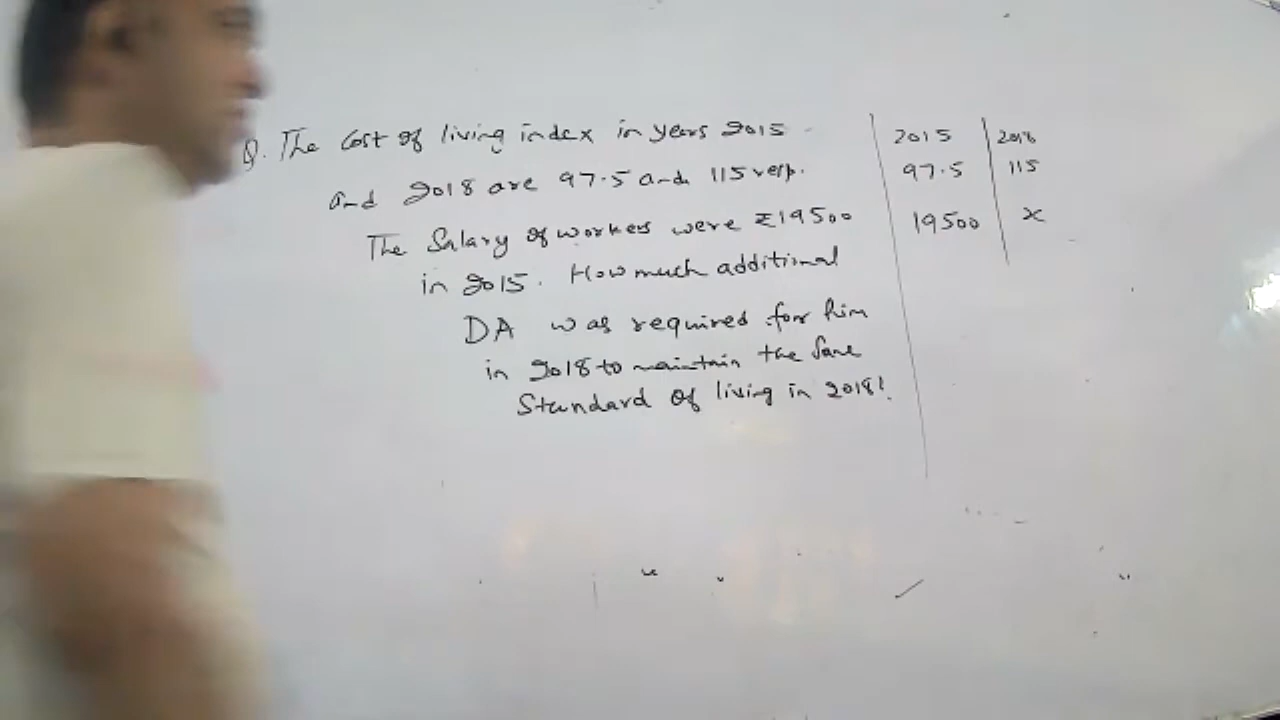 Q. The Cost of living index in years 2015
and 2018 are 97.5 and 115 resp.
The Salary of workers were ₹19500
in 2015. How much additional
DA was required for him
in 2018 to maintain the Same
Standard of living in 2018?
2015 2018
97.5 115
19500 x